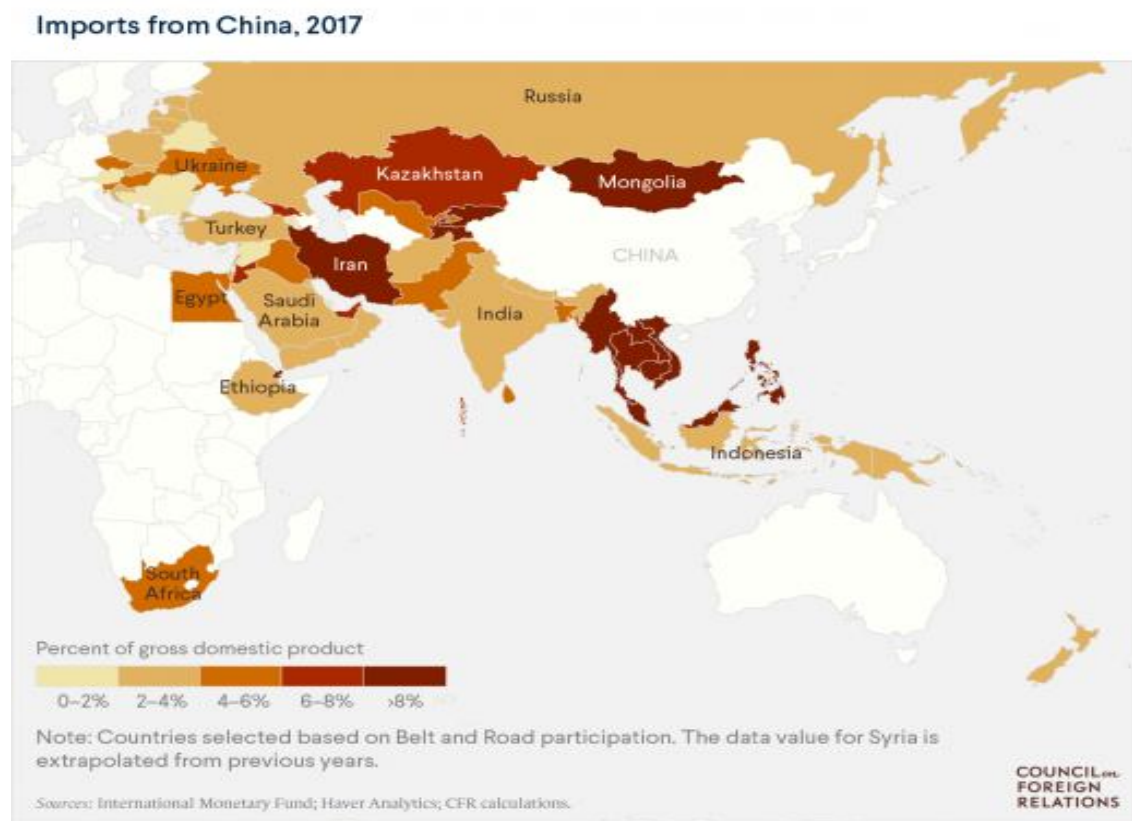 Imports from China, 2017
Russia
Ukraine
Kazakhstan
Mongolia
Turkey
CHINA
Iran
Egypt
Saudi
Arabia
India
Ethiopia
Indonesia
South
Africa
Percent of gross domestic product
0–2%
2–4%
4–6%
6–8%
>8%
Note: Countries selected based on Belt and Road participation. The data value for Syria is
extrapolated from previous years.
Sources: International Monetary Fund; Haver Analytics; CFR calculations.
COUNCIL on
FOREIGN
RELATIONS